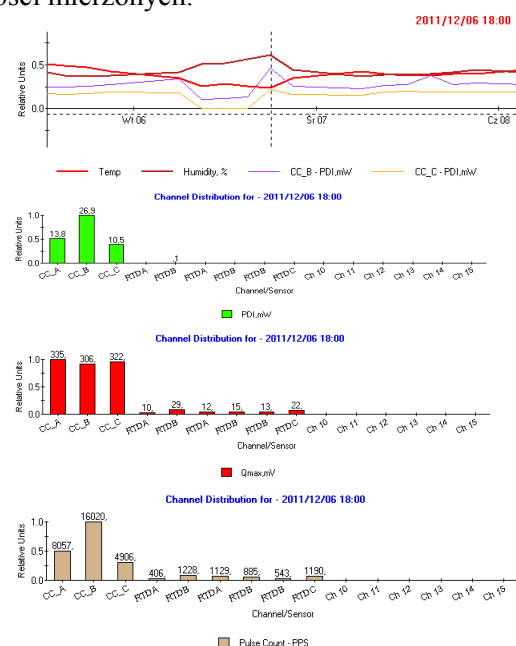 ości mierzonych.
2011/12/06 18:00
Relative Units
0.5
0.0
Wt 06 Śr 07 Cz 08
Temp Humidity, % CC_B - PDI,mW CC_C - PDI,mW
Channel Distribution for - 2011/12/06 18:00
Relative Units
1.0 0.5 0.0
13,8 26,9 10,5 ,1
CC_A CC_B CC_C RTDA RTDB RTDA RTDB RTDB RTDC Ch 10 Ch 11 Ch 12 Ch 13 Ch 14 Ch 15
Channel/Sensor
PDI,mW
Channel Distribution for - 2011/12/06 18:00
Relative Units
1.0 0.5 0.0
335, 306, 322, 10, 29, 12, 15, 13, 22,
CC_A CC_B CC_C RTDA RTDB RTDA RTDB RTDB RTDC Ch 10 Ch 11 Ch 12 Ch 13 Ch 14 Ch 15
Channel/Sensor
Qmax,mV
Channel Distribution for - 2011/12/06 18:00
Relative Units
1.0 0.5 0.0
8057, 16020, 4906, 406, 1228, 1129, 885, 543, 1190,
CC_A CC_B CC_C RTDA RTDB RTDA RTDB RTDB RTDC Ch 10 Ch 11 Ch 12 Ch 13 Ch 14 Ch 15
Channel/Sensor
Pulse Count - PPS